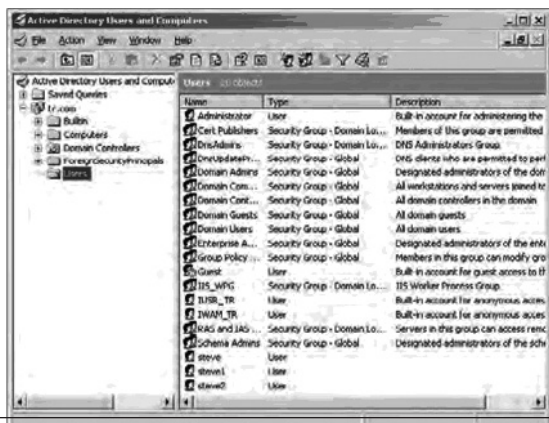 Active Directory Users and Computers
File Action View Window Help
Active Directory Users and Comput
Saved Queries
tr.com
Builtin
Computers
Domain Controllers
ForeignSecurityPrincipals
Users
Users 20 objects
Name Type Description
Administrator User Built-in account for administering the
Cert Publishers Security Group - Domain Lo... Members of this group are permitted
DnsAdmins Security Group - Domain Lo... DNS Administrators Group
DnsUpdatePr... Security Group - Global DNS clients who are permitted to perf
Domain Admins Security Group - Global Designated administrators of the dom
Domain Com... Security Group - Global All workstations and servers joined to
Domain Cont... Security Group - Global All domain controllers in the domain
Domain Guests Security Group - Global All domain guests
Domain Users Security Group - Global All domain users
Enterprise A... Security Group - Global Designated administrators of the ente
Group Policy ... Security Group - Global Members in this group can modify gro
Guest User Built-in account for guest access to th
IIS_WPG Security Group - Domain Lo... IIS Worker Process Group
IUSR_TR User Built-in account for anonymous acces
IWAM_TR User Built-in account for anonymous acces
RAS and IAS ... Security Group - Domain Lo... Servers in this group can access remo
Schema Admins Security Group - Global Designated administrators of the sche
steve User
steve1 User
steve2 User